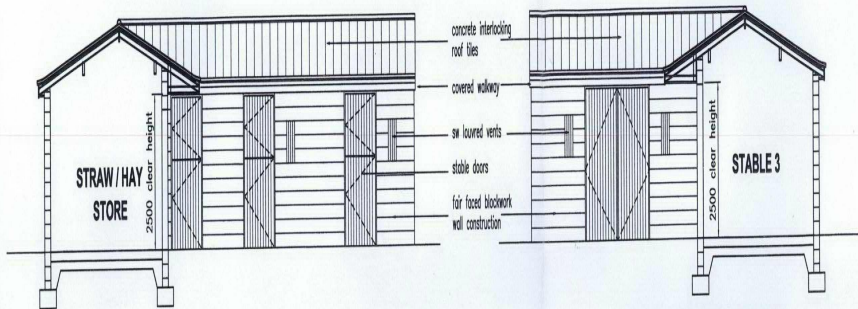 concrete interlocking
roof tiles
covered walkway
sw louvred vents
stable doors
fair faced blockwork
wall construction
STRAW / HAY
STORE
2500 clear height
2500 clear height
STABLE 3